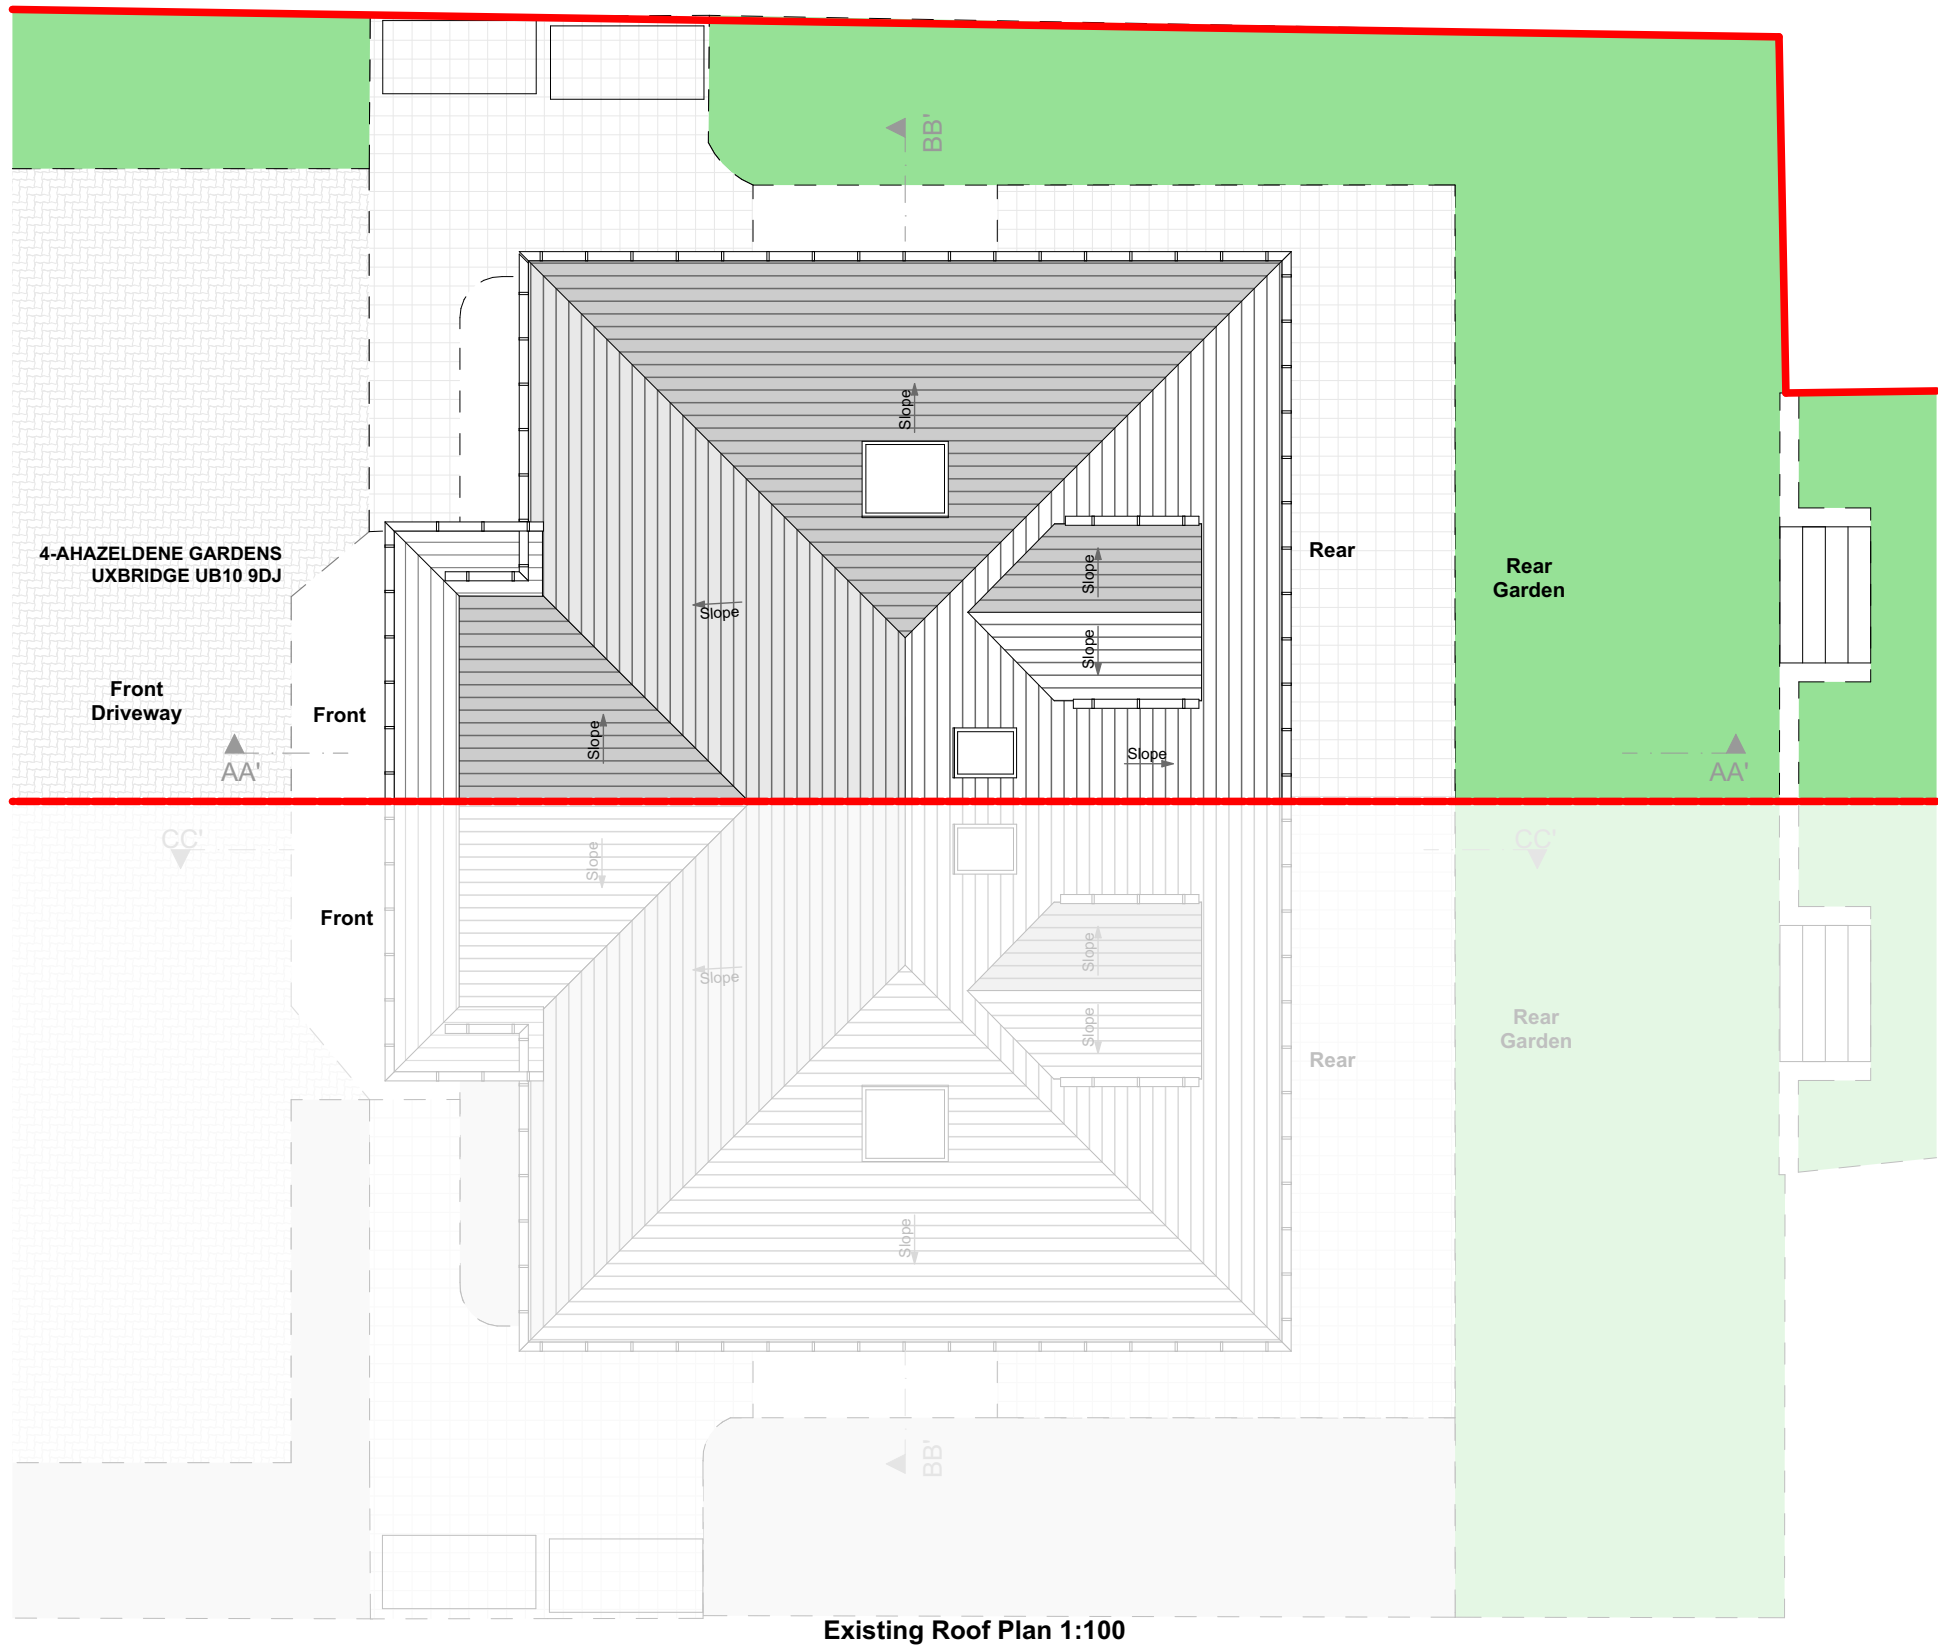 BB'
Slope
4-AHAZELDENE GARDENS
UXBRIDGE UB10 9DJ
Rear
Rear
Garden
Slope
Slope
Slope
Front
Driveway
Front
Slope
Slope
AA'
AA'
CC'
CC'
Slope
Front
Slope
Slope
Slope
Rear
Garden
Rear
Slope
BB'
Existing Roof Plan 1:100